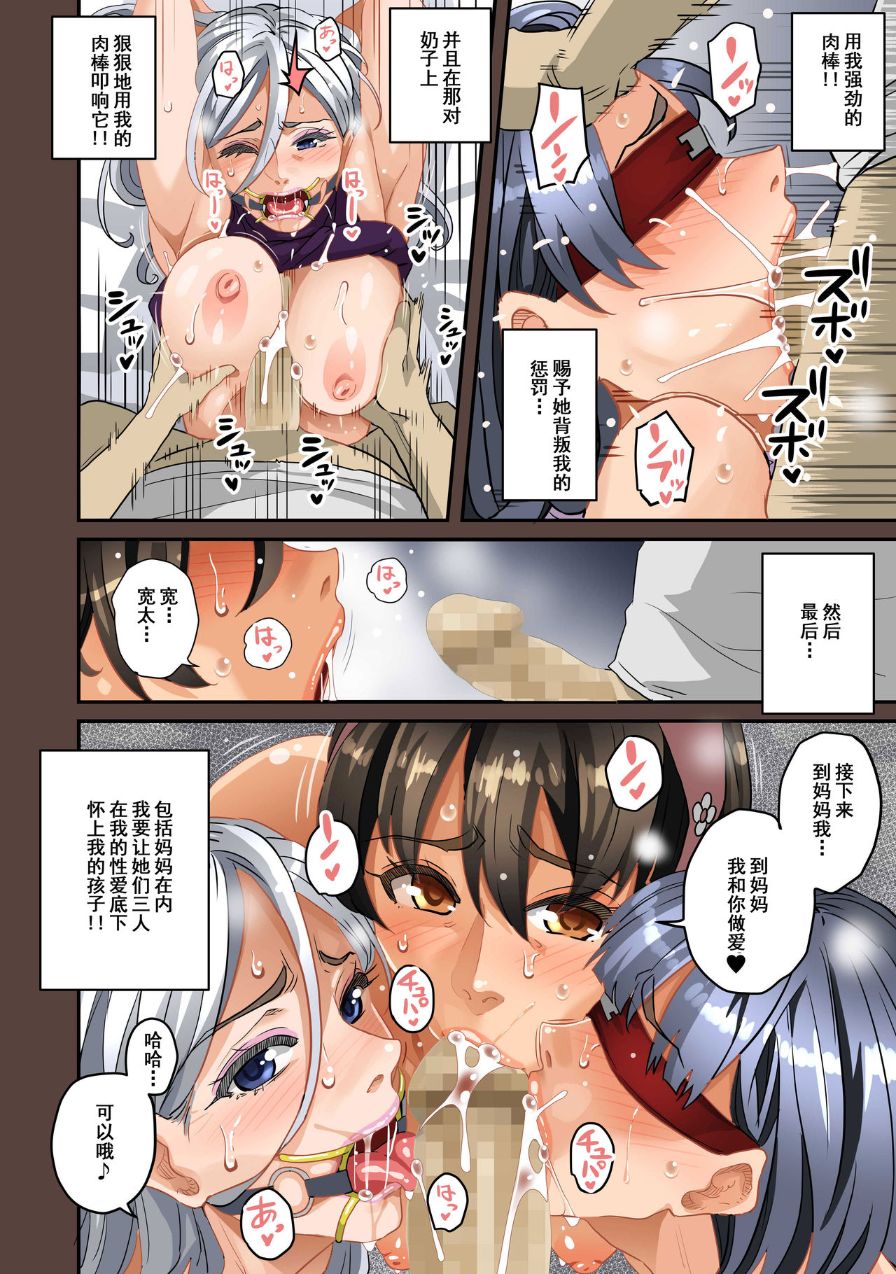 用我强劲的
肉棒!!
赐予她背叛我的
惩罚…
并且在那对
奶子上
狠狠地用我的
肉棒叩响它!!
ズボ
ズボ
シュッ
シュッ
シュッ
シュッ
あっ
はっ
はっー
はっー
然后
最后…
はっ
はっ
宽…
宽太…
接下来
到妈妈我…
到妈妈
我和你做爱
包括妈妈在内
我要让她们三人
在我的性爱底下
怀上我的孩子!!
チュパ
チュパ
はっ
あっ
哈哈…
可以哦♪